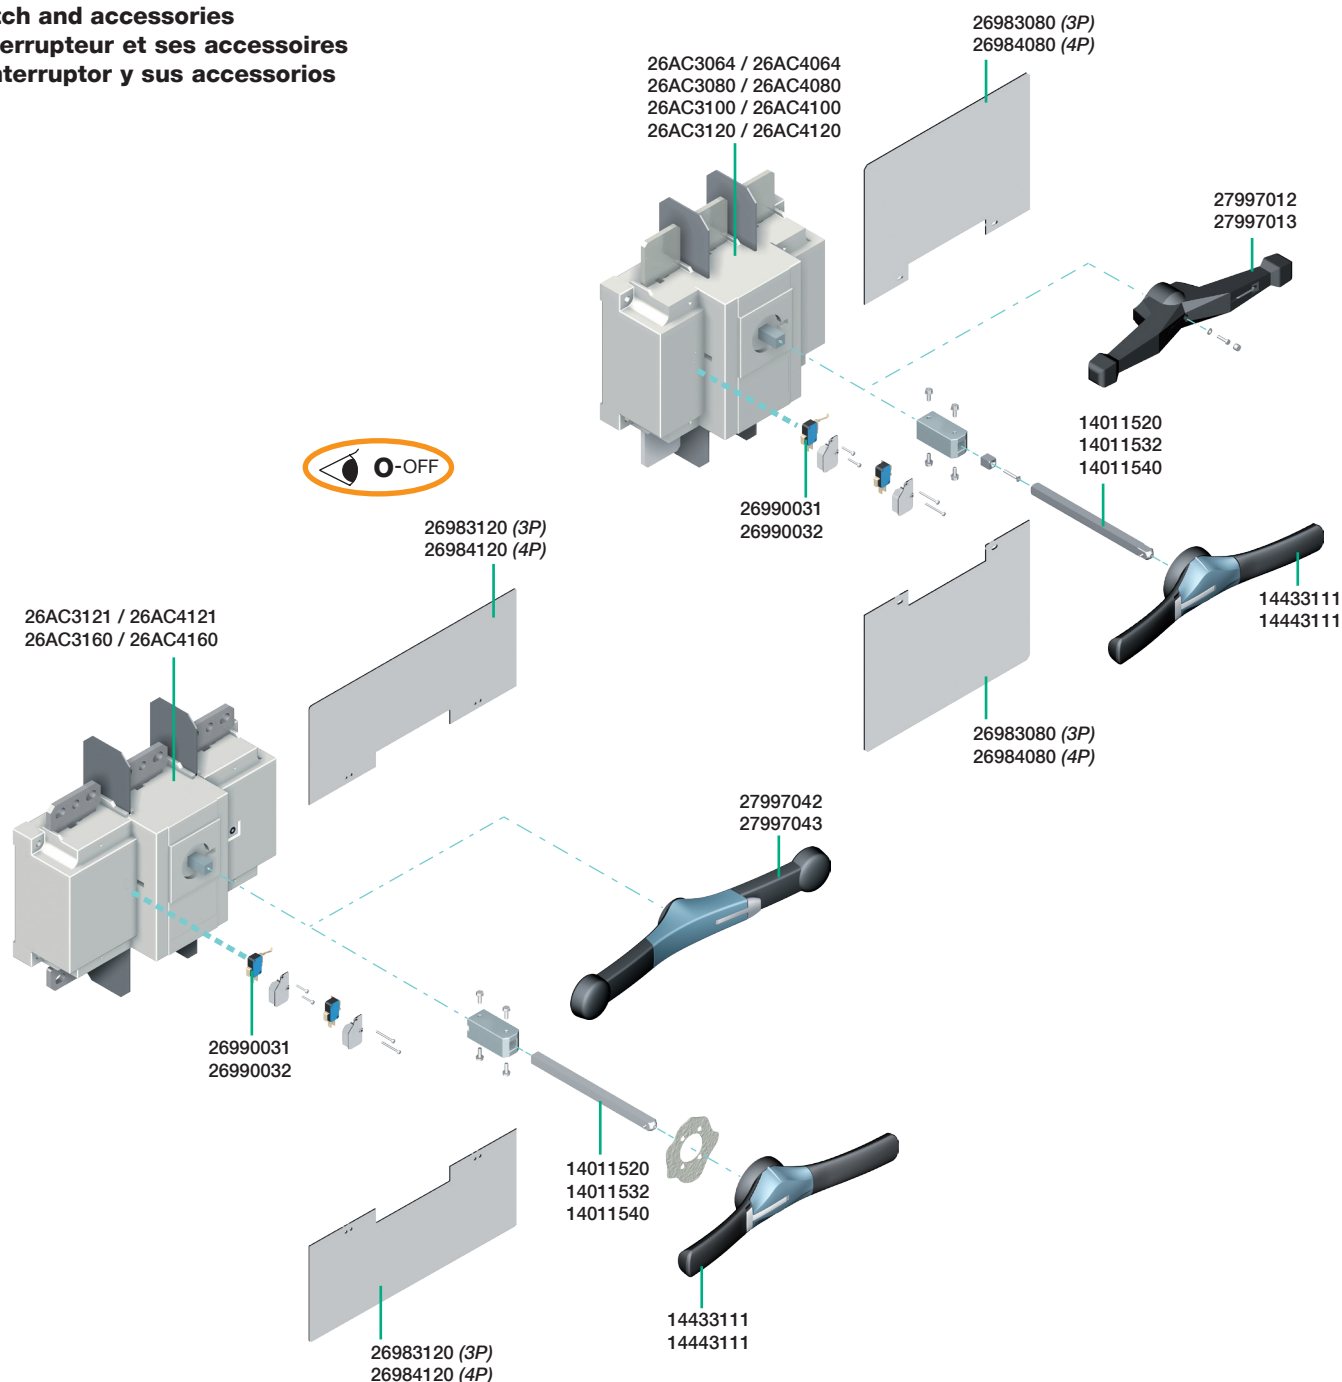 tch and accessories
errupteur et ses accessoires
nterruptor y sus accessorios
26983080 (3P)
26984080 (4P)
26AC3064 / 26AC4064
26AC3080 / 26AC4080
26AC3100 / 26AC4100
26AC3120 / 26AC4120
27997012
27997013
14011520
14011532
14011540
O-OFF
26990031
26990032
26983120 (3P)
26984120 (4P)
14433111
14443111
26AC3121 / 26AC4121
26AC3160 / 26AC4160
26983080 (3P)
26984080 (4P)
27997042
27997043
26990031
26990032
14011520
14011532
14011540
14433111
14443111
26983120 (3P)
26984120 (4P)